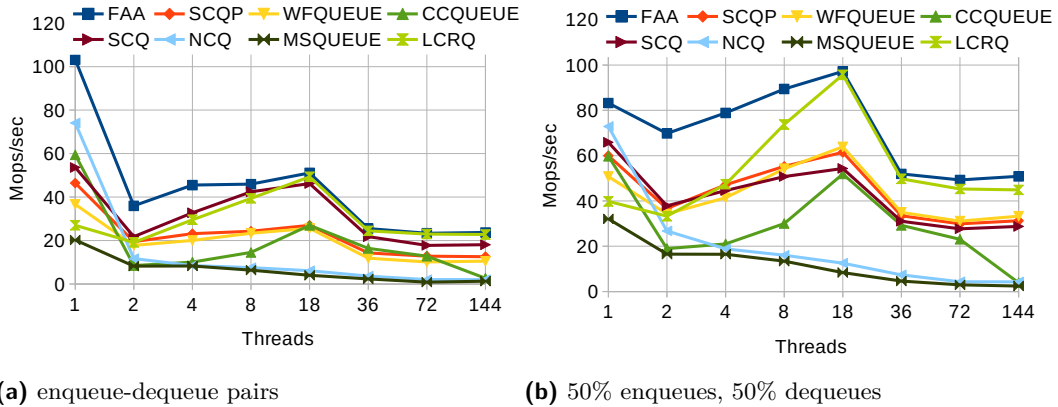 FAA SCQP WFQUEUE CCQUEUE
SCQ NCQ MSQUEUE LCRQ
Mops/sec
100
80
60
40
20
0
1 2 4 8 18 36 72 144
Threads
(a) enqueue-dequeue pairs
FAA SCQP WFQUEUE CCQUEUE
SCQ NCQ MSQUEUE LCRQ
Mops/sec
120
100
80
60
40
20
0
1 2 4 8 18 36 72 144
Threads
(b) 50% enqueues, 50% dequeues